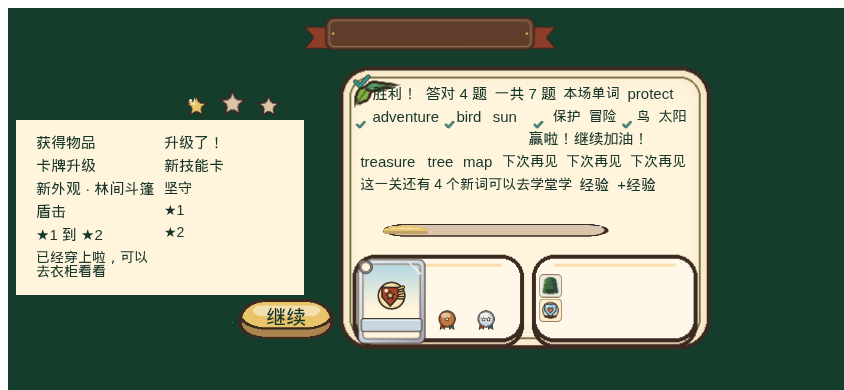 胜利！ 答对 4 题 一共 7 题 本场单词 protect
adventure bird sun 保护 冒险 鸟 太阳
赢啦！继续加油！
treasure tree map 下次再见 下次再见 下次再见
这一关还有 4 个新词可以去学堂学 经验 +经验
获得物品 升级了！
卡牌升级 新技能卡
新外观 · 林间斗篷 坚守
盾击 ★1
★1 到 ★2 ★2
已经穿上啦，可以
去衣柜看看
继续